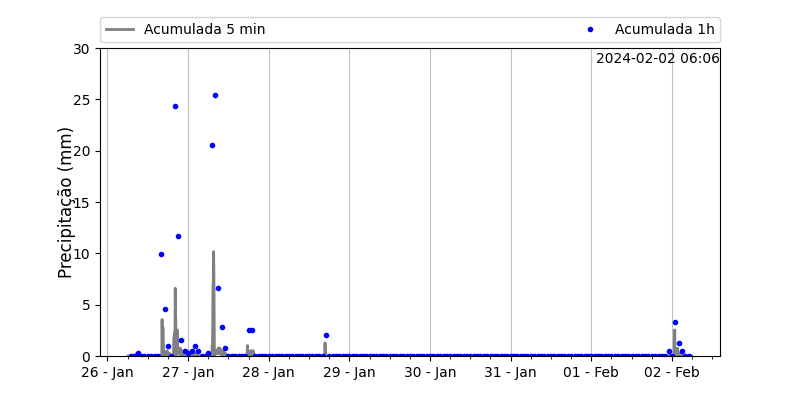 Acumulada 5 min
Acumulada 1h
2024-02-02 06:06
Precipitação (mm)
30
25
20
15
10
5
0
26 - Jan
27 - Jan
28 - Jan
29 - Jan
30 - Jan
31 - Jan
01 - Feb
02 - Feb